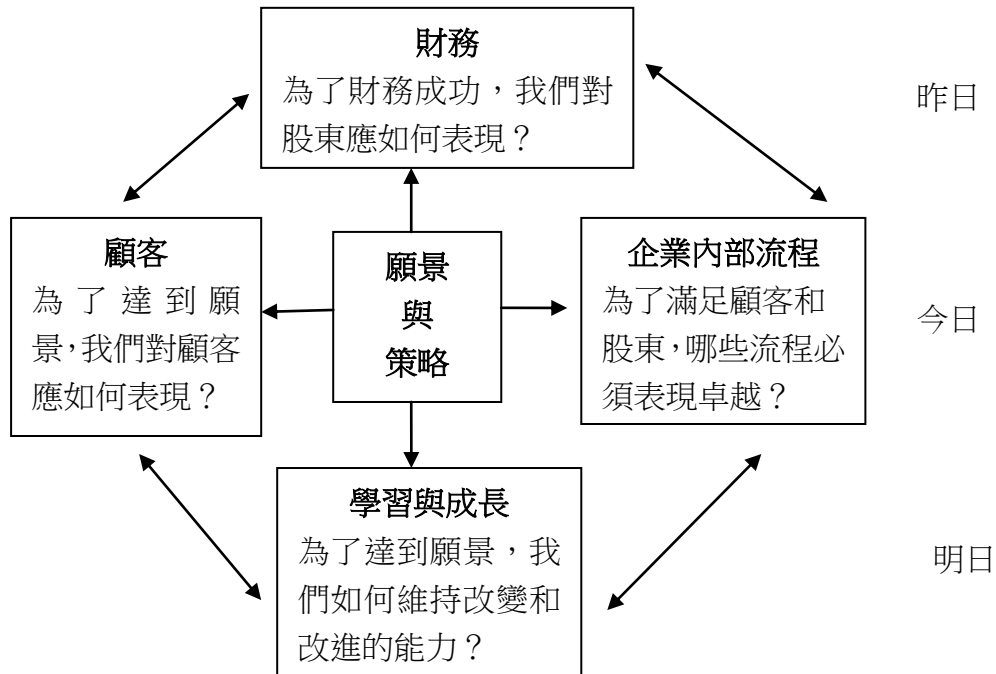 財務
為了財務成功，我們對
股東應如何表現？
昨日
顧客
為了達到願
景，我們對顧客
應如何表現？
願景
與
策略
企業內部流程
為了滿足顧客和
股東，哪些流程必
須表現卓越？
今日
學習與成長
為了達到願景，我
們如何維持改變和
改進的能力？
明日